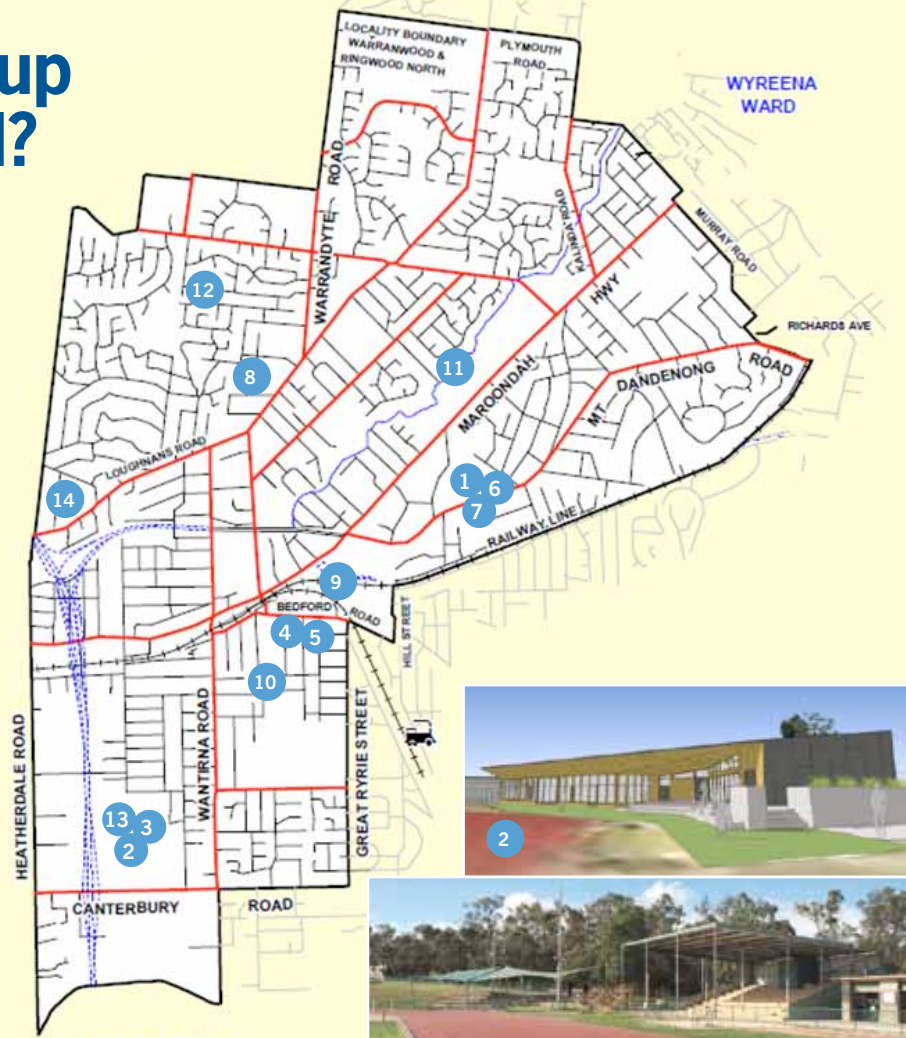 up
?
LOCALITY BOUNDARY
WARRANWOOD &
RINGWOOD NORTH
PLYMOUTH
ROAD
WYREENA
WARD
WARRANDYTE ROAD
KALINDA ROAD
MURRAY ROAD
12
HWY
RICHARDS AVE
8
11
MAROONDAH
MT
DANDENONG
ROAD
LOUGHNANS ROAD
14
1
6
7
RAILWAY LINE
9
BEDFORD
ROAD
HILL STREET
4
5
10
HEATHERDALE ROAD
WANTIRNA ROAD
GREAT RYRIE STREET
13
3
2
2
CANTERBURY
ROAD